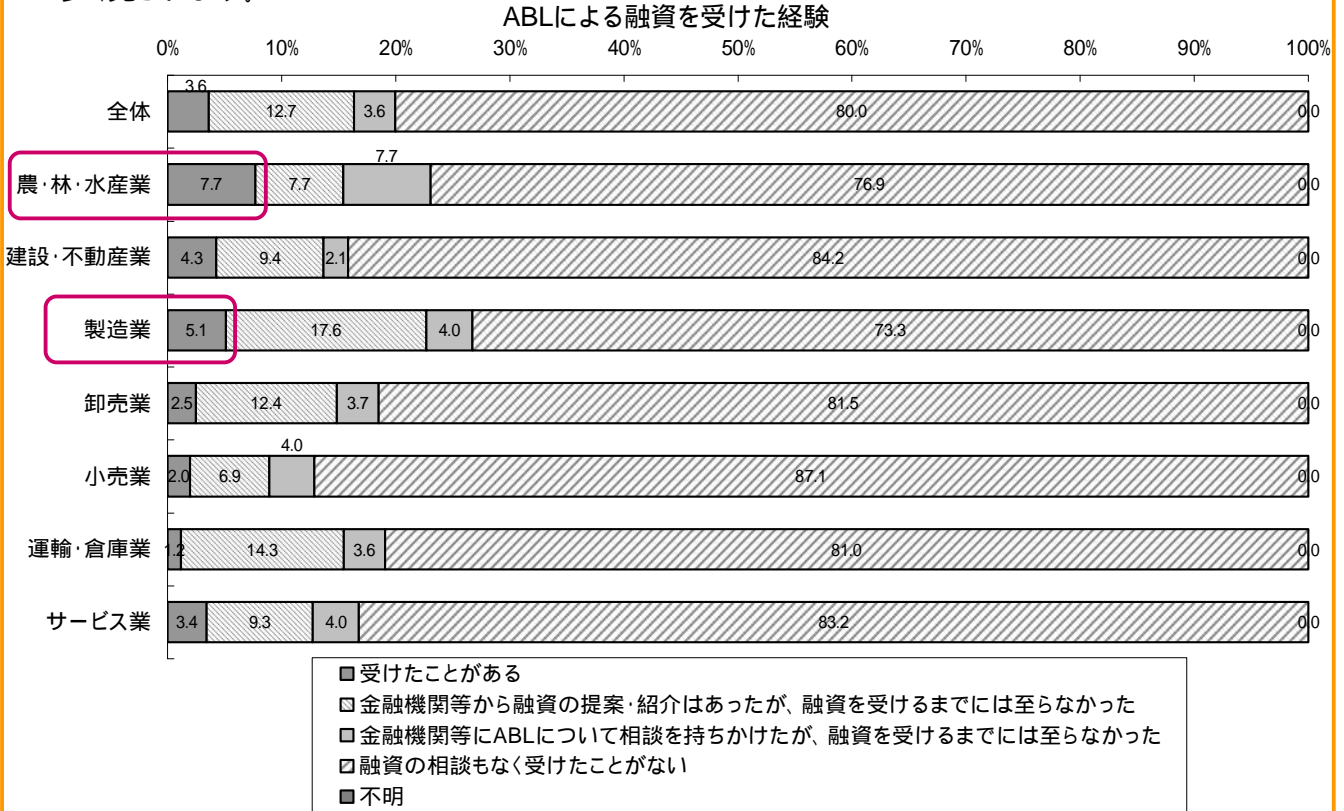 ABLによる融資を受けた経験
0% 10% 20% 30% 40% 50% 60% 70% 80% 90% 100%
全体 3.6 12.7 3.6 80.0 0.0
農・林・水産業 7.7 7.7 7.7 76.9 0.0
建設・不動産業 4.3 9.4 2.1 84.2 0.0
製造業 5.1 17.6 4.0 73.3 0.0
卸売業 2.5 12.4 3.7 81.5 0.0
小売業 2.0 6.9 4.0 87.1 0.0
運輸・倉庫業 1.2 14.3 3.6 81.0 0.0
サービス業 3.4 9.3 4.0 83.2 0.0
受けたことがある
金融機関等から融資の提案・紹介はあったが、融資を受けるまでには至らなかった
金融機関等にABLについて相談を持ちかけたが、融資を受けるまでには至らなかった
融資の相談もなく受けたことがない
不明